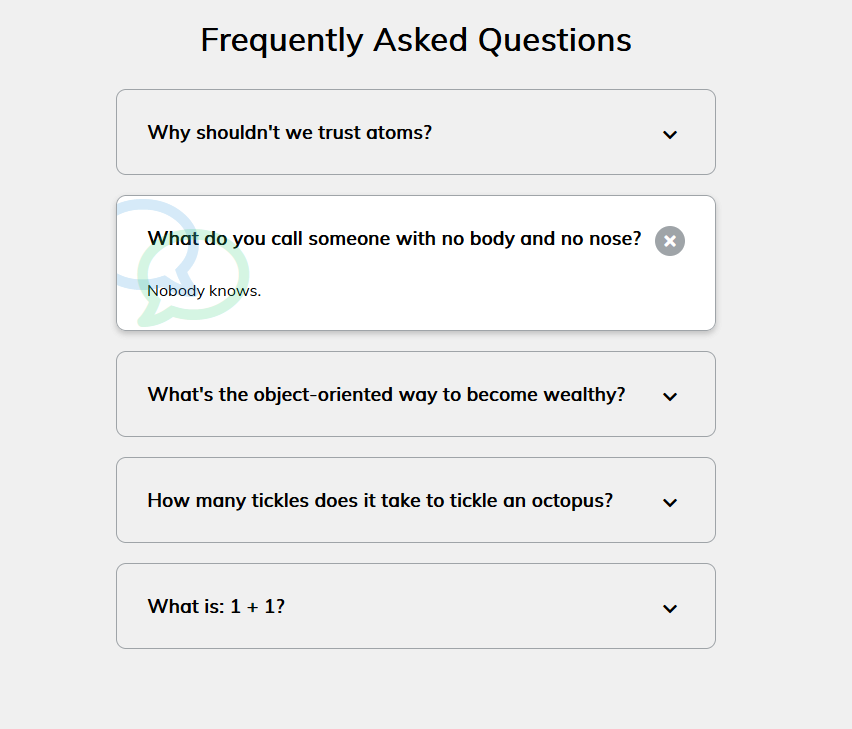 Frequently Asked Questions
Why shouldn't we trust atoms?
What do you call someone with no body and no nose?
Nobody knows.
What's the object-oriented way to become wealthy?
How many tickles does it take to tickle an octopus?
What is: 1 + 1?